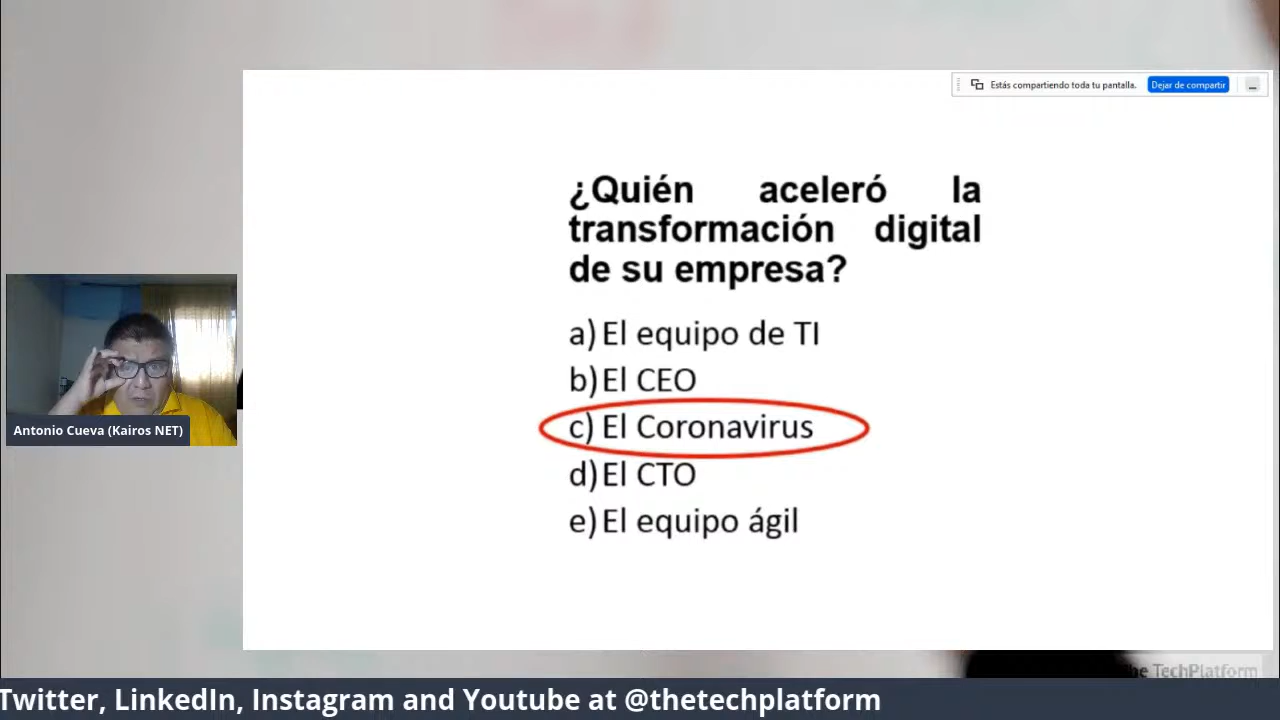 Estás compartiendo toda tu pantalla. Dejar de compartir
¿Quién aceleró la
transformación digital
de su empresa?
a) El equipo de TI
b) El CEO
c) El Coronavirus
d) El CTO
e) El equipo ágil
Antonio Cueva (Kairos NET)
he TechPlatform
Twitter, LinkedIn, Instagram and Youtube at @thetechplatform